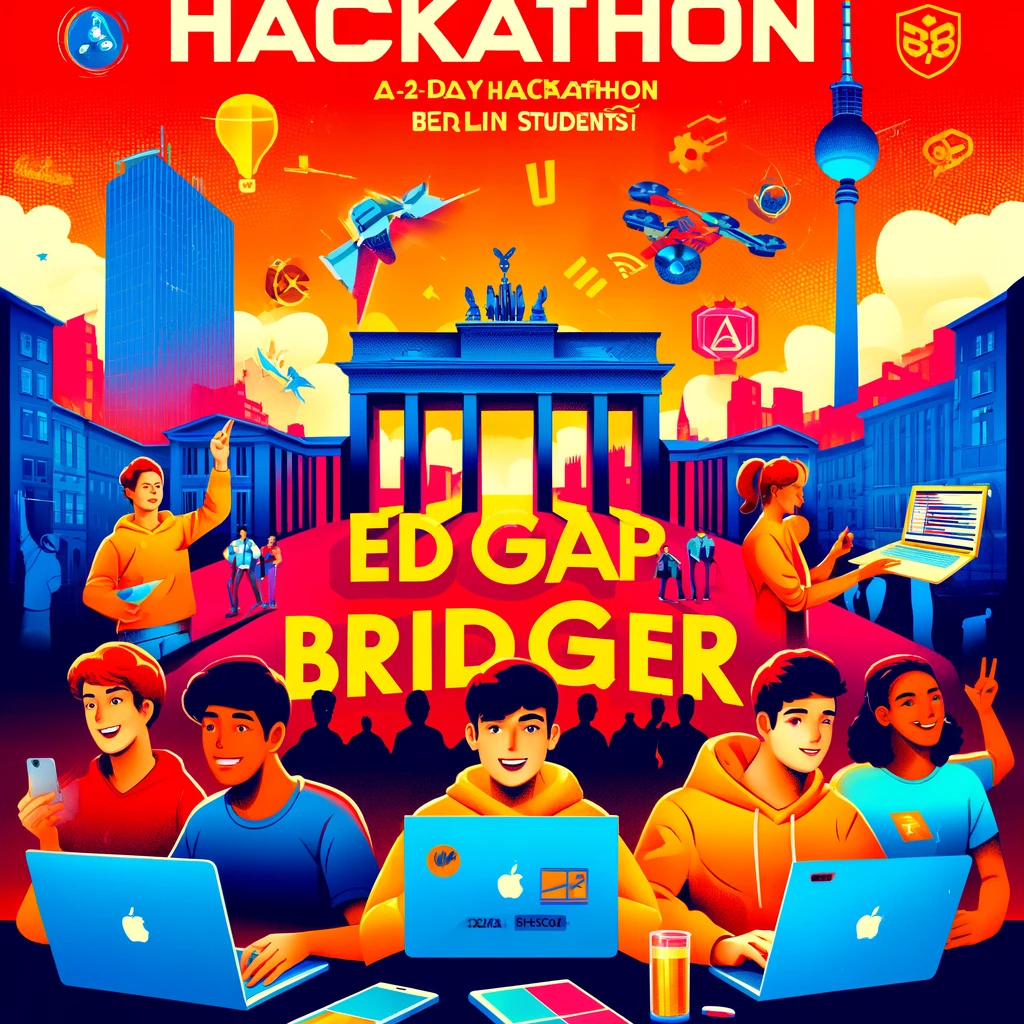 HACKATHON
A-2-DAY HACKATHON
BERLIN STUDENTS!
U
A
ED GAP
BRIDGER